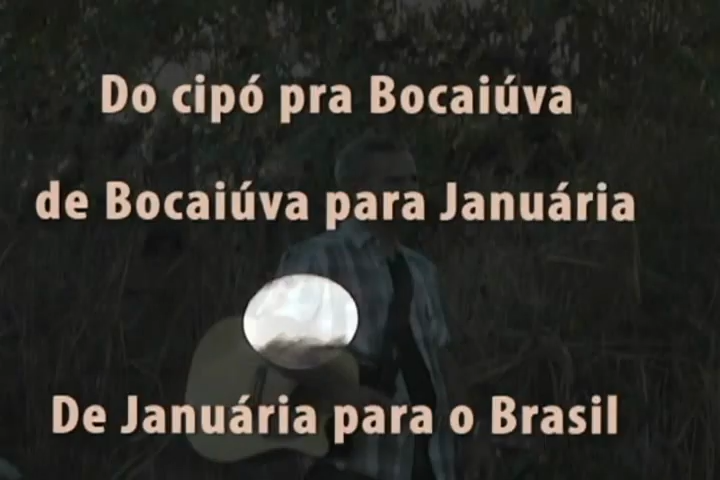 Do cipó pra Bocaiúva
de Bocaiúva para Januária
De Januária para o Brasil